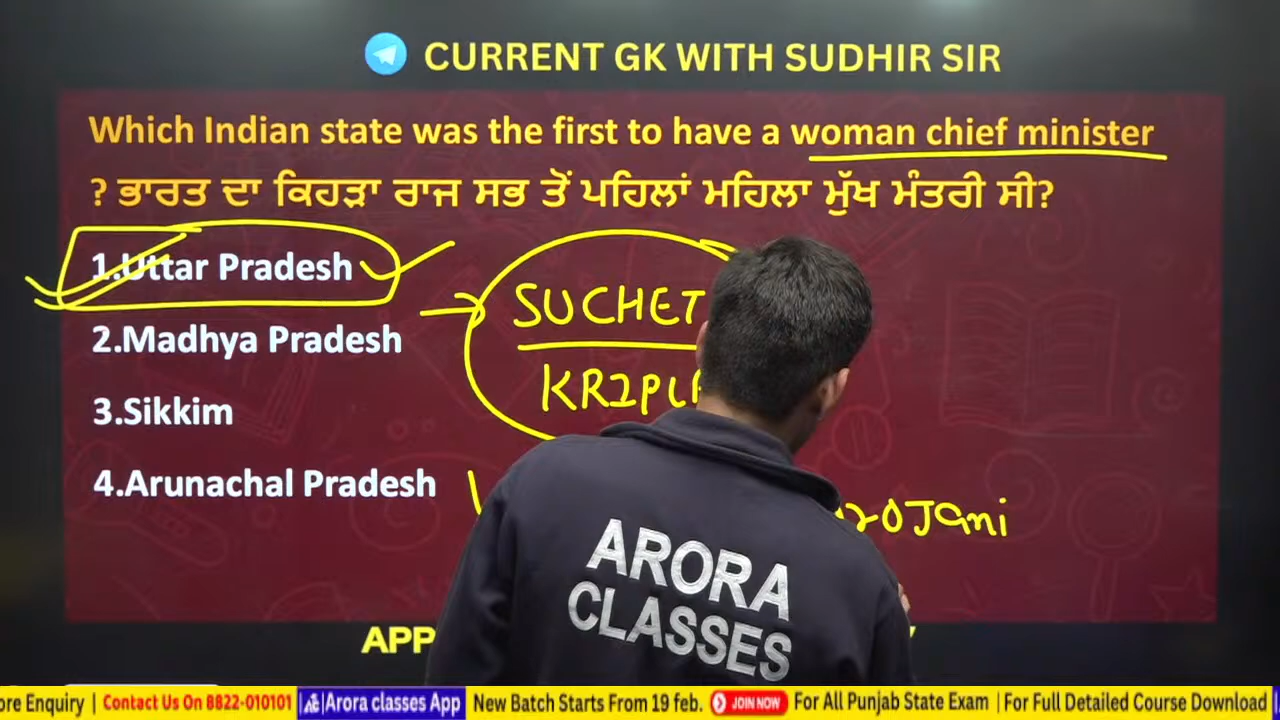 CURRENT GK WITH SUDHIR SIR
Which Indian state was the first to have a woman chief minister
? ਭਾਰਤ ਦਾ ਕਿਹੜਾ ਰਾਜ ਸਭ ਤੋਂ ਪਹਿਲਾਂ ਮਹਿਲਾ ਮੁੱਖ ਮੰਤਰੀ ਸੀ?
1.Uttar Pradesh
2.Madhya Pradesh
3.Sikkim
4.Arunachal Pradesh
SUCHET
KRIPL
rojani
ARORA
CLASSES
APP
ore Enquiry | Contact Us On 8822-010101 | Arora classes App New Batch Starts From 19 feb. JOIN NOW For All Punjab State Exam | For Full Detailed Course Download